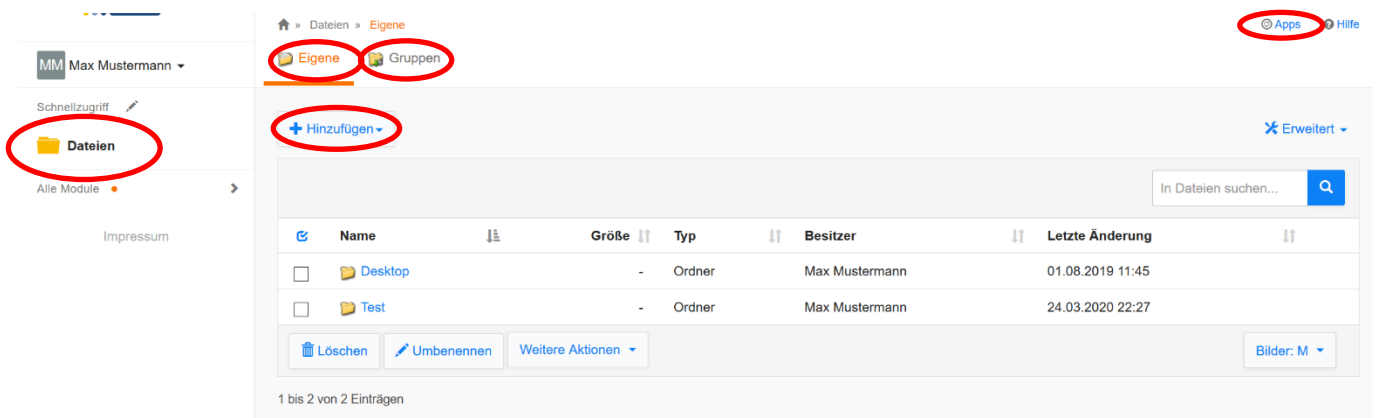 » Dateien » Eigene
Apps Hilfe
MM Max Mustermann
Eigene Gruppen
Schnellzugriff
Hinzufügen
Erweitert
Dateien
Alle Module
In Dateien suchen...
Impressum
Name Größe Typ Besitzer Letzte Änderung
Desktop - Ordner Max Mustermann 01.08.2019 11:45
Test - Ordner Max Mustermann 24.03.2020 22:27
Löschen Umbenennen Weitere Aktionen Bilder: M
1 bis 2 von 2 Einträgen